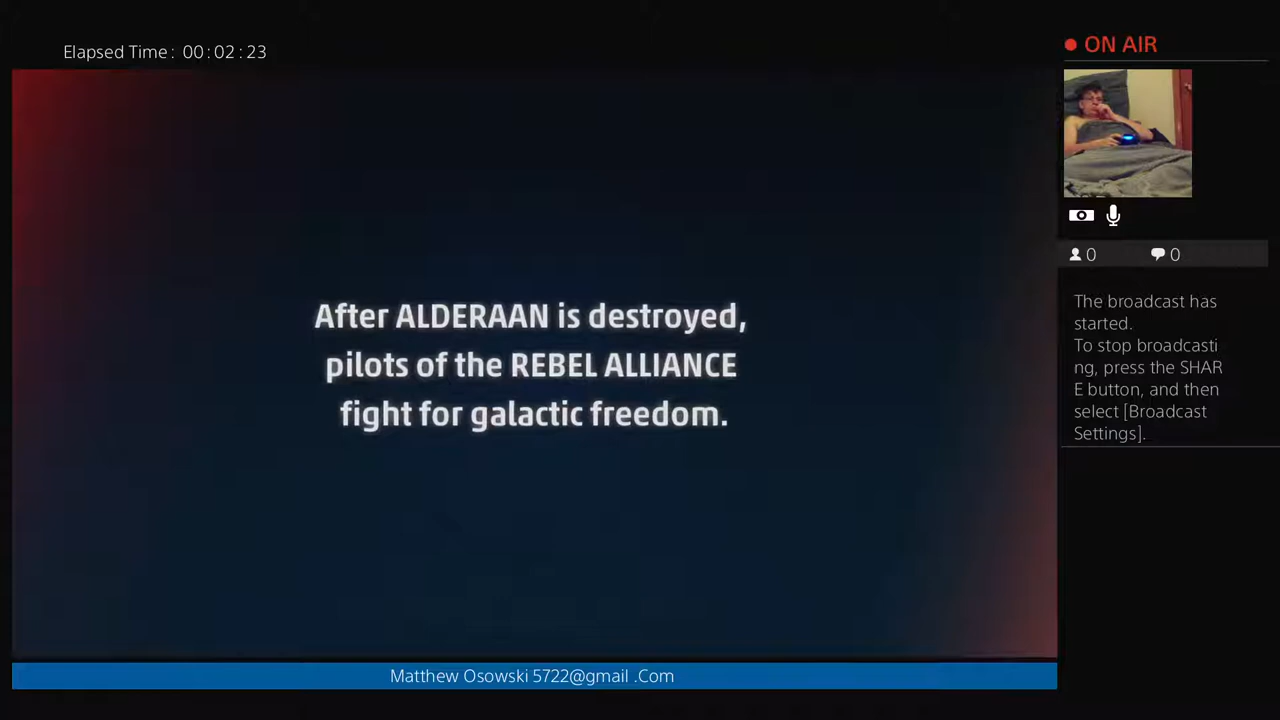 Elapsed Time: 00:02:23
ON AIR
0 0
After ALDERAAN is destroyed,
pilots of the REBEL ALLIANCE
fight for galactic freedom.
The broadcast has
started.
To stop broadcasti
ng, press the SHAR
E button, and then
select [Broadcast
Settings].
Matthew Osowski 5722@gmail .Com